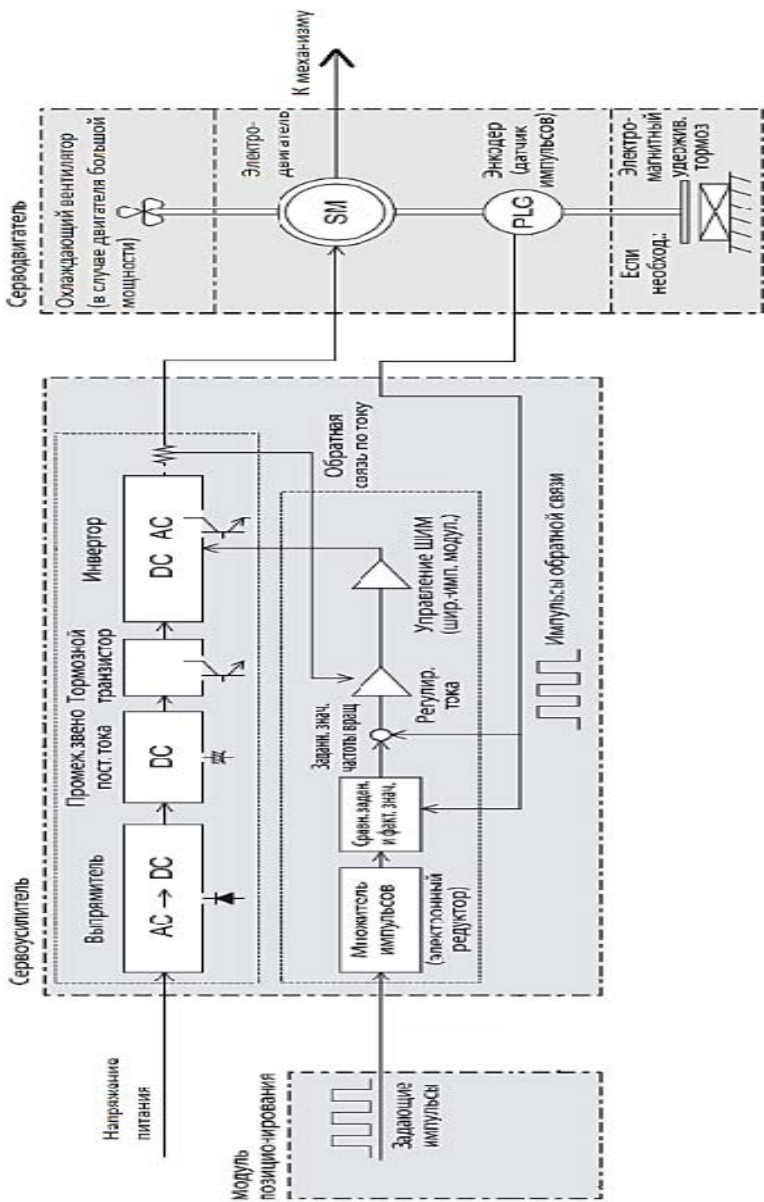 Серводвигатель
Охлаждающий вентилятор
(в случае двигателя большой
мощности)
Электро-
двигатель
SM
К механизму
Энкодер
(датчик
импульсов)
PLC
Если
необход.:
Электро-
магнитный
удержив.
тормоз
Сервоусилитель
Выпрямитель
AC → DC
Промеж. звено
пост. тока
DC
Тормозной
транзистор
Инвертор
DC AC
Обратная
связь по току
Множитель
импульсов
(электронный
редуктор)
Сравн. задан.
и факт. знач.
Заданн. знач.
частоты вращ
Регулир.
тока
Управление ШИМ
(шир.-имп. модул.)
Импульсы обратной связи
Напряжение
питания
Модуль
позицио-нирования
Задающие
импульсы